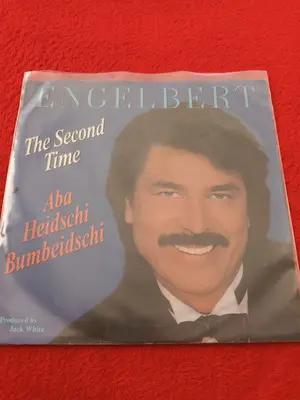 ENGELBERT
The Second
Time
Aba
Heidschi
Bumbeidschi
Produced by
Jack White